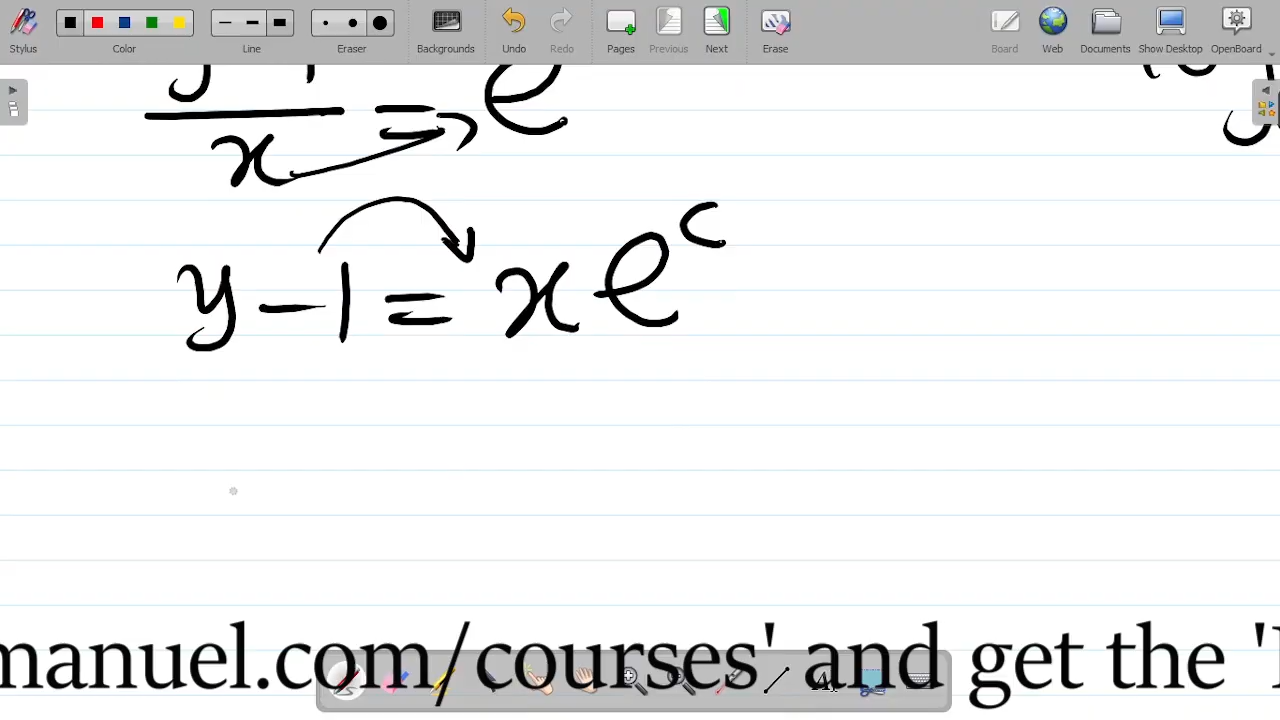 Stylus Color Line Eraser Backgrounds Undo Redo Pages Previous Next Erase Board Web Documents Show Desktop OpenBoard
y-1
x = e
y - 1 = x e^c
manuel.com/courses' and get the '